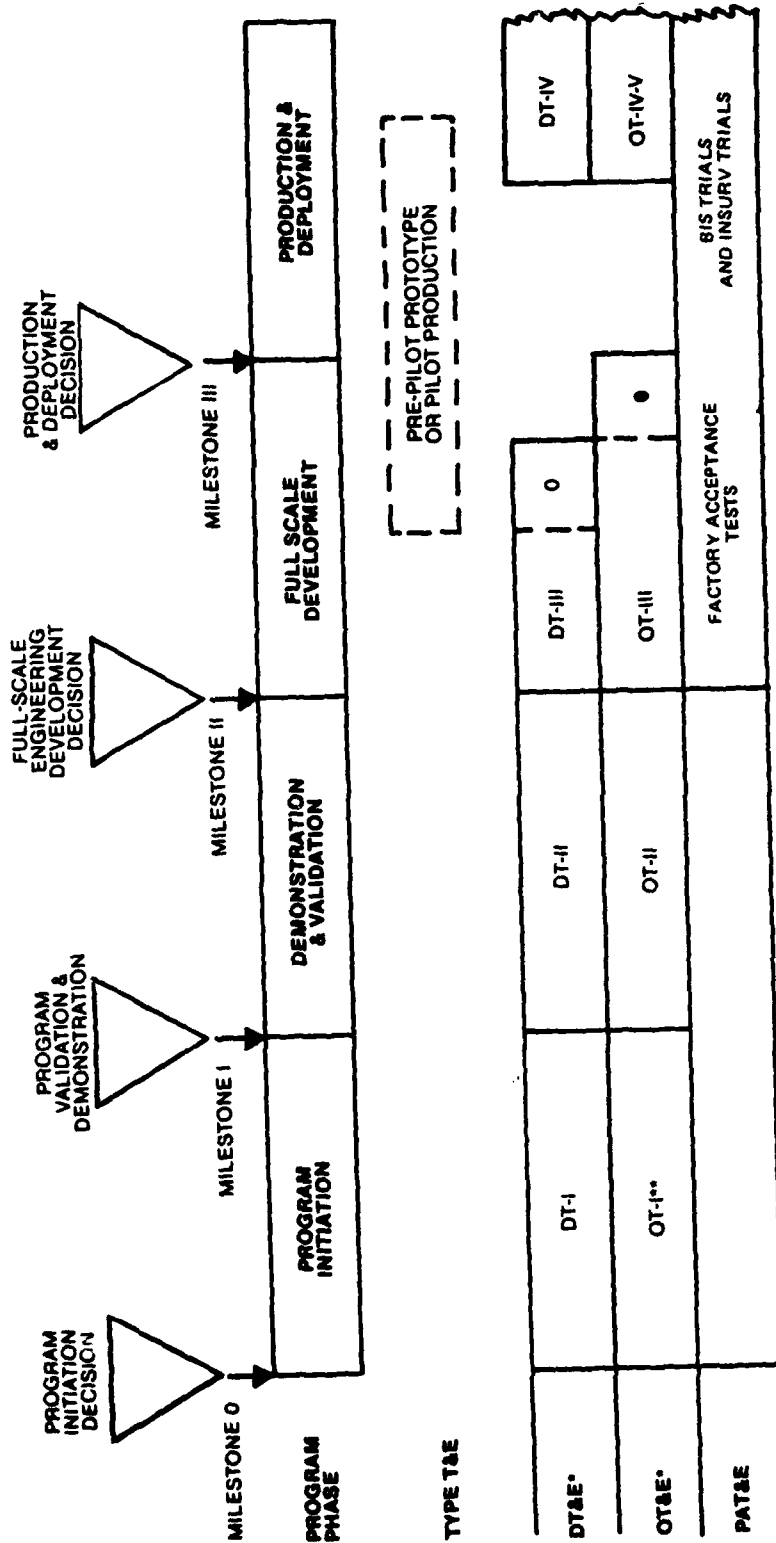 PROGRAM
INITIATION
DECISION
PROGRAM
VALIDATION &
DEMONSTRATION
FULL-SCALE
ENGINEERING
DEVELOPMENT
DECISION
PRODUCTION
& DEPLOYMENT
DECISION
MILESTONE 0
MILESTONE I
MILESTONE II
MILESTONE III
PROGRAM
PHASE
PROGRAM
INITIATION
DEMONSTRATION
& VALIDATION
FULL SCALE
DEVELOPMENT
PRODUCTION &
DEPLOYMENT
TYPE T&E
PRE-PILOT PROTOTYPE
OR PILOT PRODUCTION
DT&E*
DT-I
DT-II
DT-III
0
DT-IV
OT&E*
OT-I**
OT-II
OT-III
0
OT-IV-V
PAT&E
FACTORY ACCEPTANCE
TESTS
BIS TRIALS
AND INSURV TRIALS